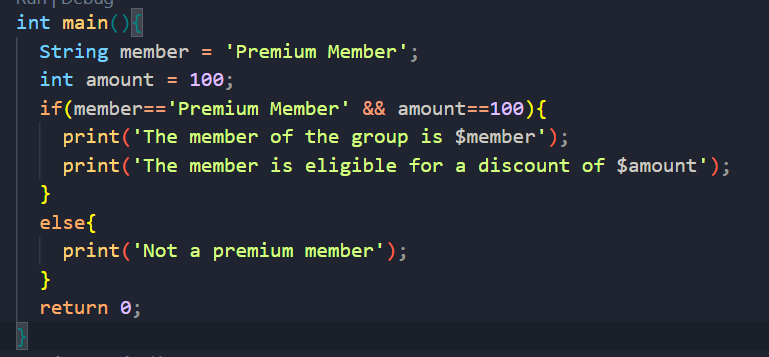 Run | Debug
int main(){
  String member = 'Premium Member';
  int amount = 100;
  if(member=='Premium Member' && amount==100){
    print('The member of the group is $member');
    print('The member is eligible for a discount of $amount');
  }
  else{
    print('Not a premium member');
  }
  return 0;
}